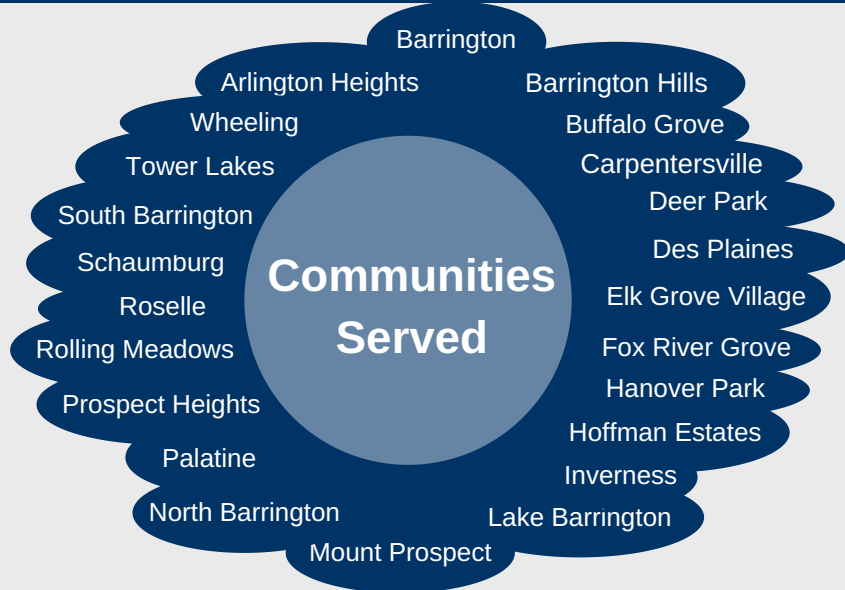 Barrington
Arlington Heights
Barrington Hills
Wheeling
Buffalo Grove
Tower Lakes
Carpentersville
Deer Park
South Barrington
Des Plaines
Schaumburg
Communities
Served
Elk Grove Village
Roselle
Rolling Meadows
Fox River Grove
Hanover Park
Prospect Heights
Hoffman Estates
Palatine
Inverness
North Barrington
Lake Barrington
Mount Prospect